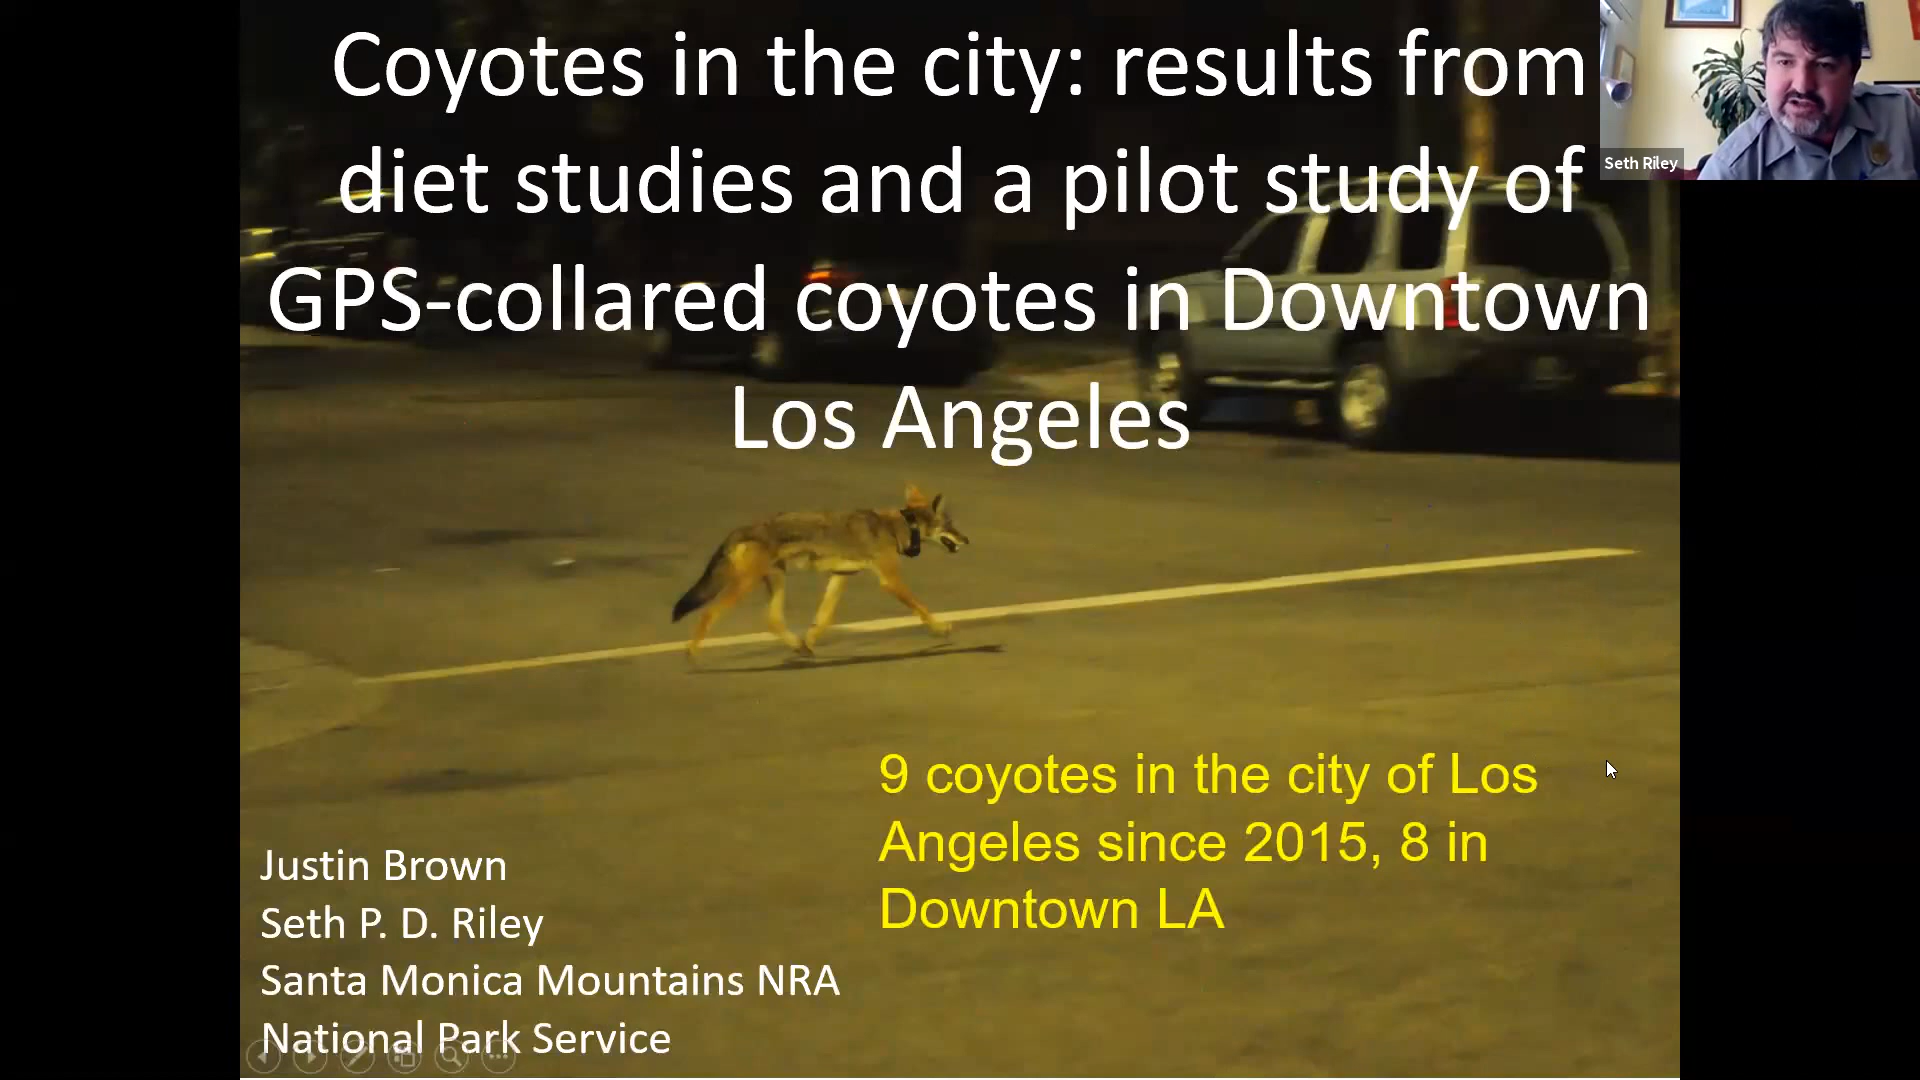 Coyotes in the city: results from
diet studies and a pilot study of
GPS-collared coyotes in Downtown
Los Angeles
Seth Riley
9 coyotes in the city of Los
Angeles since 2015, 8 in
Downtown LA
Justin Brown
Seth P. D. Riley
Santa Monica Mountains NRA
National Park Service